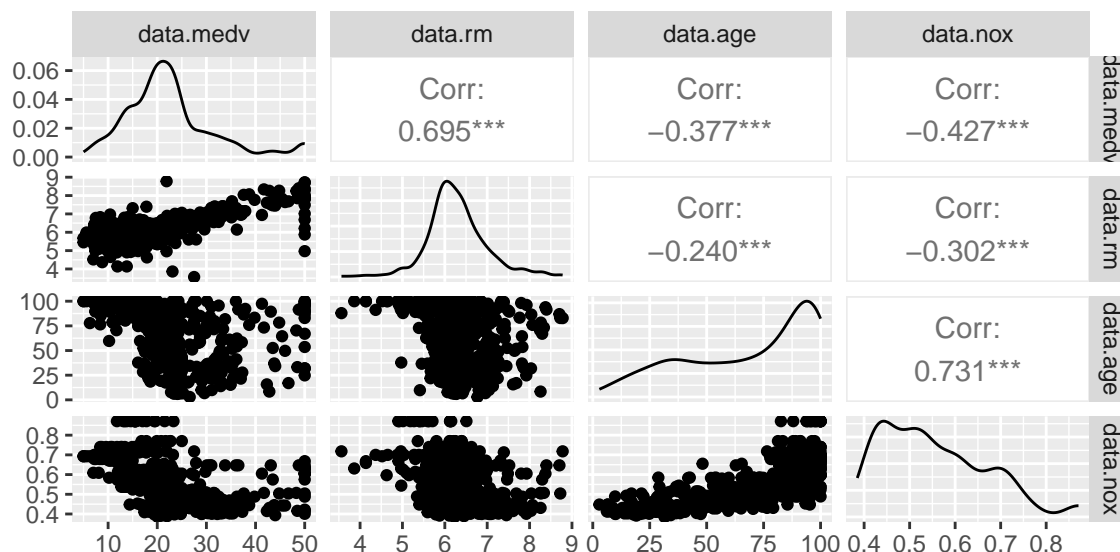 data.medv data.rm data.age data.nox
0.06
0.04
0.02
0.00
Corr:
0.695***
Corr:
−0.377***
Corr:
−0.427***
data.medv
9
8
7
6
5
4
Corr:
−0.240***
Corr:
−0.302***
data.rm
100
75
50
25
0
Corr:
0.731***
data.age
0.8
0.7
0.6
0.5
0.4
data.nox
10 20 30 40 50 4 5 6 7 8 9 0 25 50 75 100 0.4 0.5 0.6 0.7 0.8